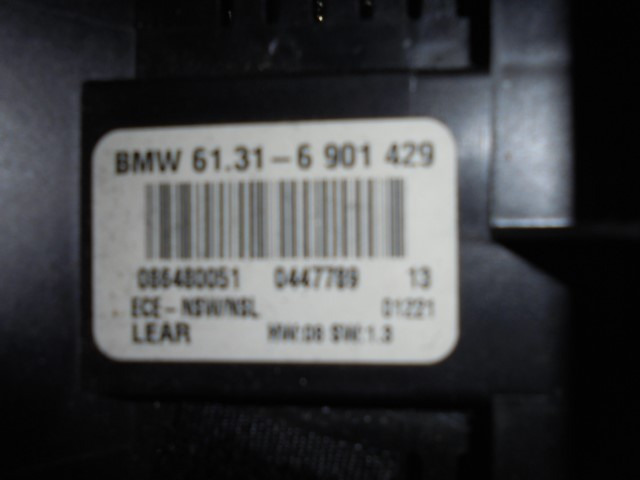 BMW 61.31-6 901 429
086480051 0447789 13
ECE-NSW/NSL 01221
LEAR HW:08 SW:1.3